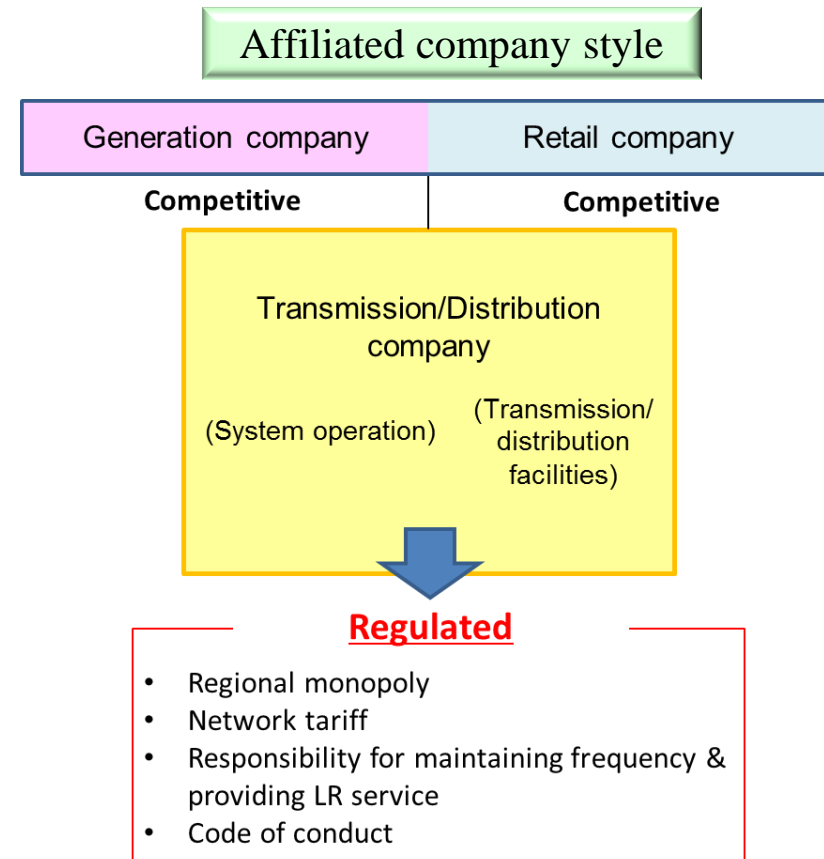 Affiliated company style
Generation company
Retail company
Competitive
Competitive
Transmission/Distribution
company
(System operation)
(Transmission/
distribution
facilities)
Regulated
• Regional monopoly
• Network tariff
• Responsibility for maintaining frequency &
providing LR service
• Code of conduct